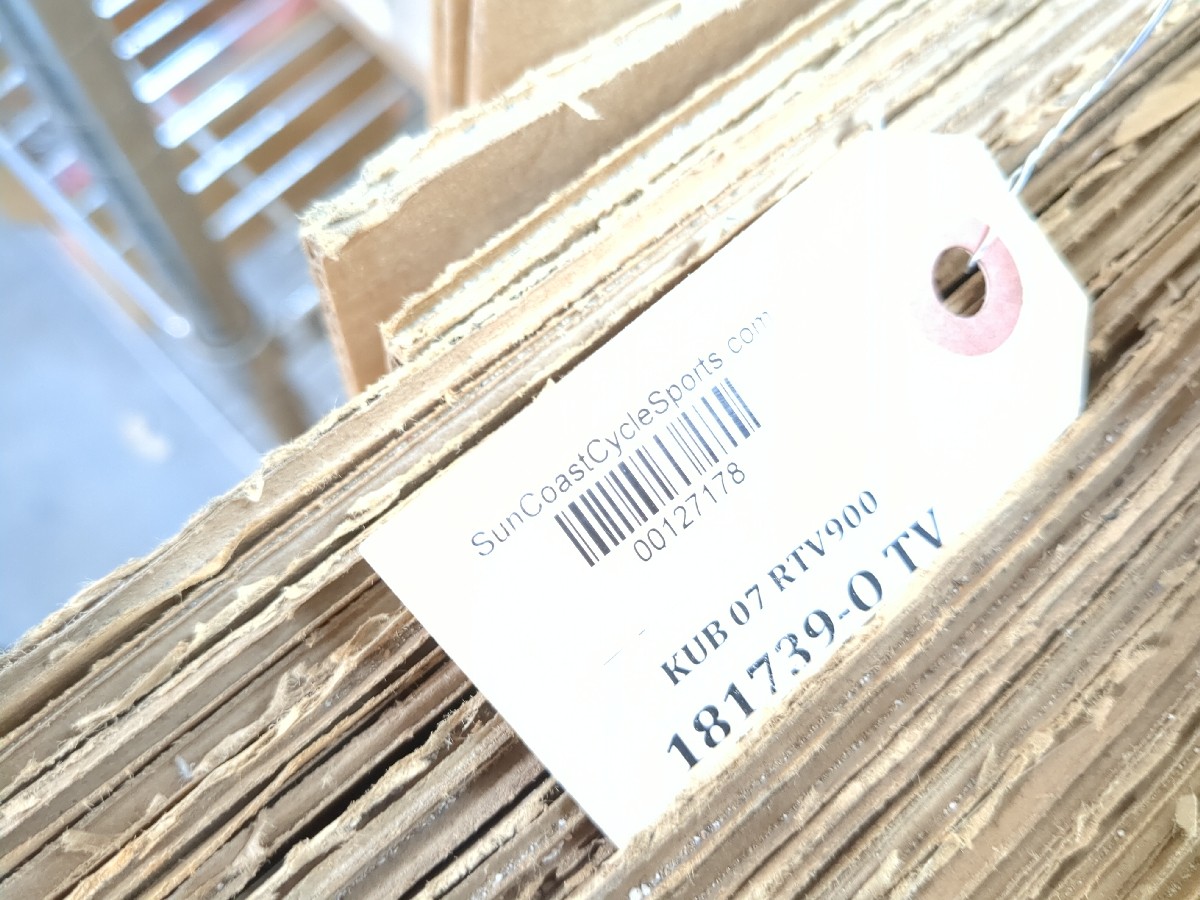 SunCoastCycleSports.com
00127178
KUB 07 RTV900
181739-O TV